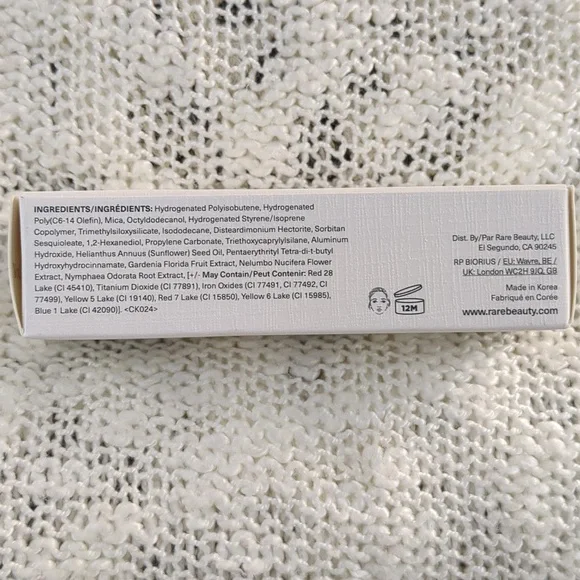 INGREDIENTS/INGRÉDIENTS: Hydrogenated Polyisobutene, Hydrogenated
Poly(C6-14 Olefin), Mica, Octyldodecanol, Hydrogenated Styrene/Isoprene
Copolymer, Trimethylsiloxysilicate, Isododecane, Disteardimonium Hectorite, Sorbitan
Sesquioleate, 1,2-Hexanediol, Propylene Carbonate, Triethoxycaprylylsilane, Aluminum
Hydroxide, Helianthus Annuus (Sunflower) Seed Oil, Pentaerythrityl Tetra-di-t-butyl
Hydroxyhydrocinnamate, Gardenia Florida Fruit Extract, Nelumbo Nucifera Flower
Extract, Nymphaea Odorata Root Extract, [+/- May Contain/Peut Contenir: Red 28
Lake (CI 45410), Titanium Dioxide (CI 77891), Iron Oxides (CI 77491, CI 77492, CI
77499), Yellow 5 Lake (CI 19140), Red 7 Lake (CI 15850), Yellow 6 Lake (CI 15985),
Blue 1 Lake (CI 42090)]. <CK024>
12M
Dist. By/Par Rare Beauty, LLC
El Segundo, CA 90245
RP BIORIUS / EU: Wavre, BE /
UK: London WC2H 9JQ, GB
Made in Korea
Fabriqué en Corée
www.rarebeauty.com